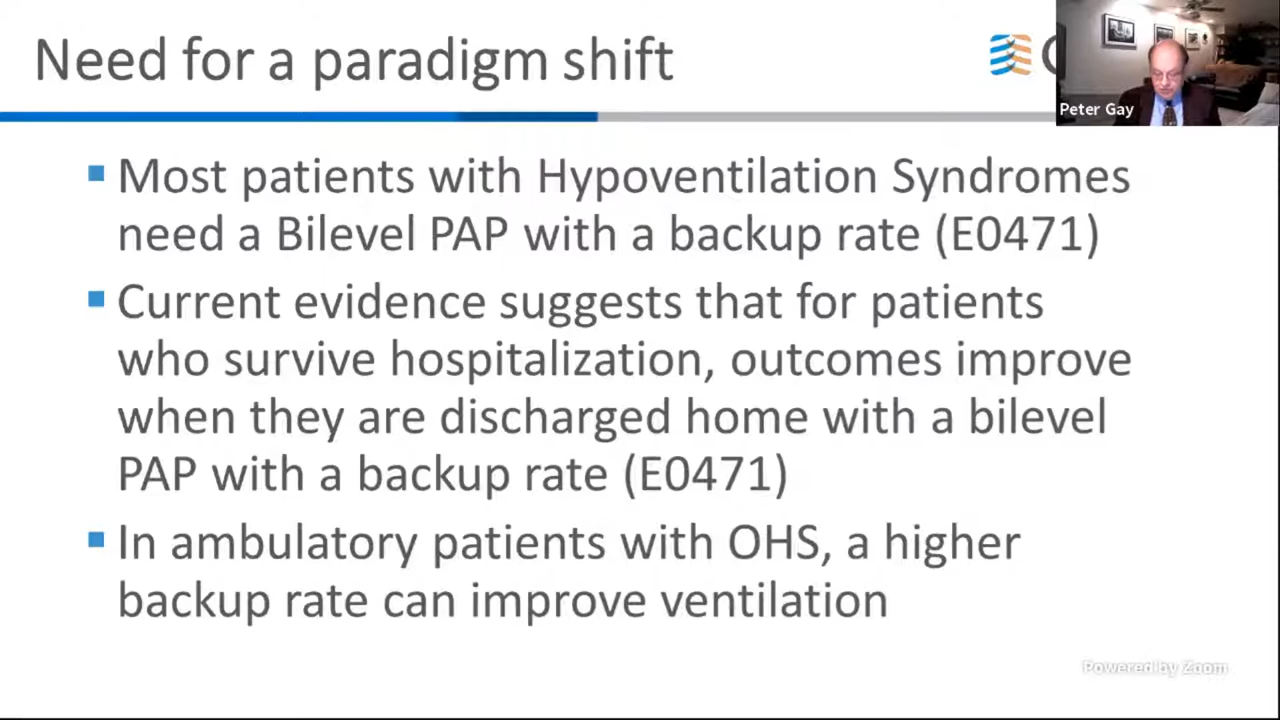 Need for a paradigm shift
Peter Gay
Most patients with Hypoventilation Syndromes
need a Bilevel PAP with a backup rate (E0471)
Current evidence suggests that for patients
who survive hospitalization, outcomes improve
when they are discharged home with a bilevel
PAP with a backup rate (E0471)
In ambulatory patients with OHS, a higher
backup rate can improve ventilation
Powered by Zoom